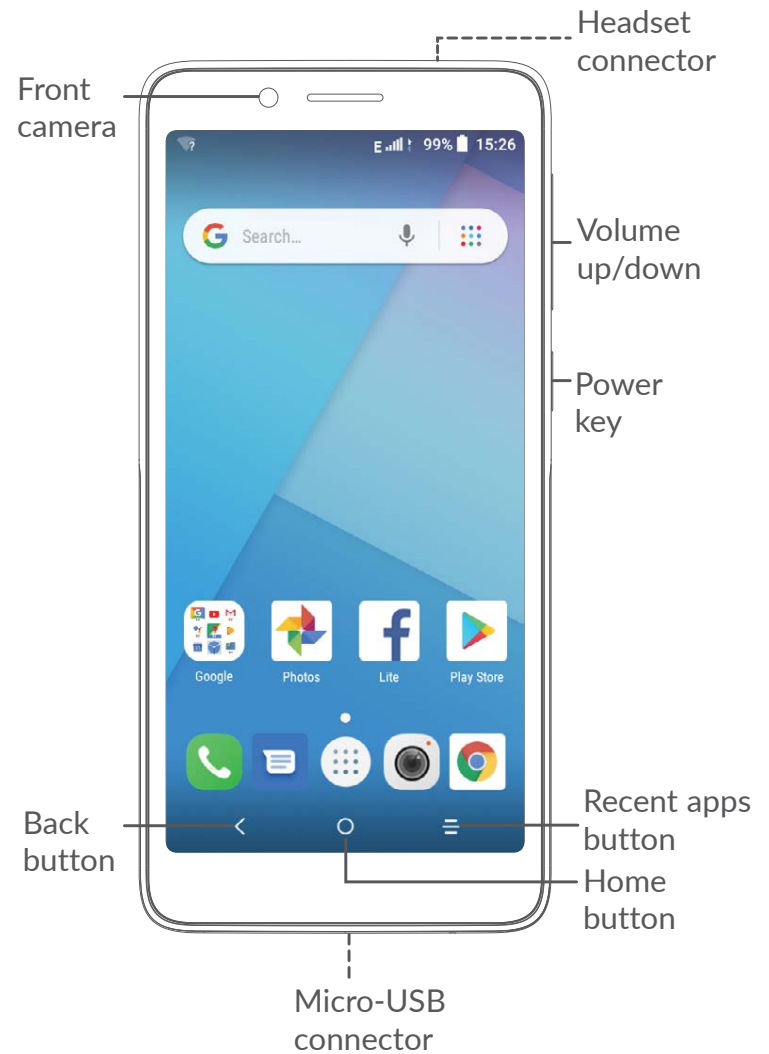 Headset
connector
Front
camera
? E 99% 15:26
G Search...
Volume
up/down
Power
key
Google Photos Lite Play Store
Recent apps
button
Back
button
Home
button
Micro-USB
connector